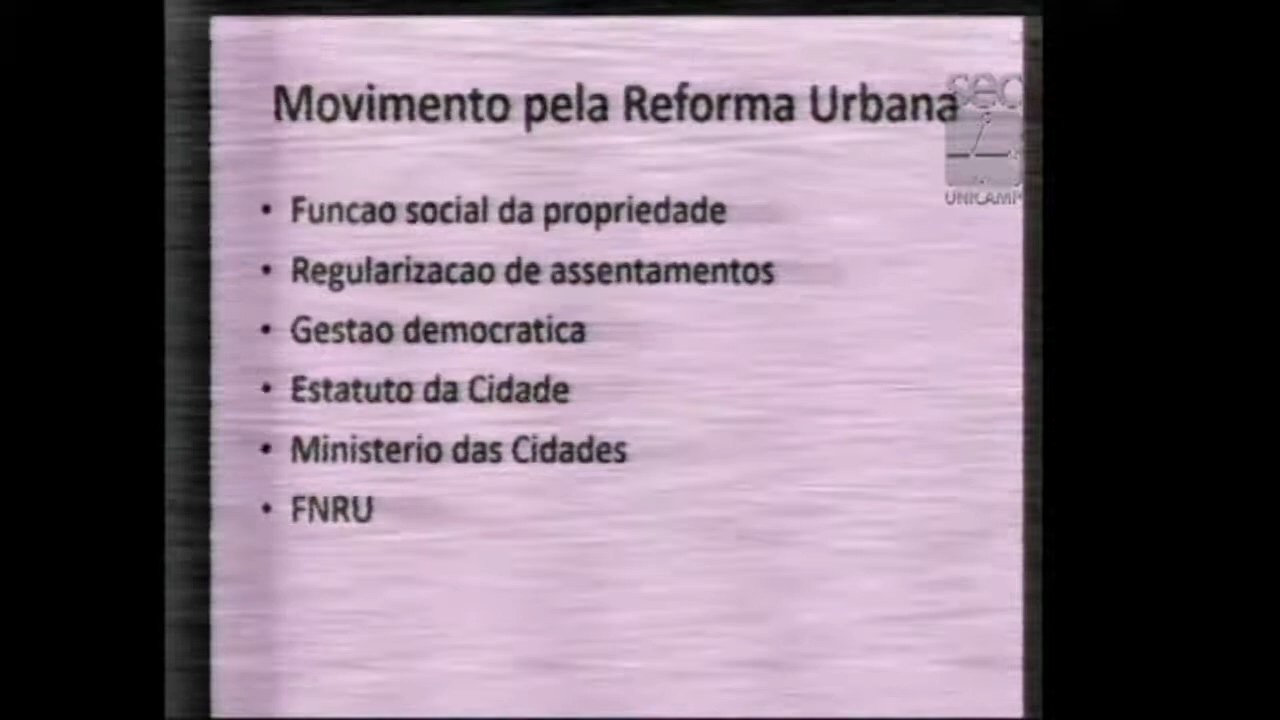 Movimento pela Reforma Urbana
• Funcao social da propriedade
• Regularizacao de assentamentos
• Gestao democratica
• Estatuto da Cidade
• Ministerio das Cidades
• FNRU
UNICAMP